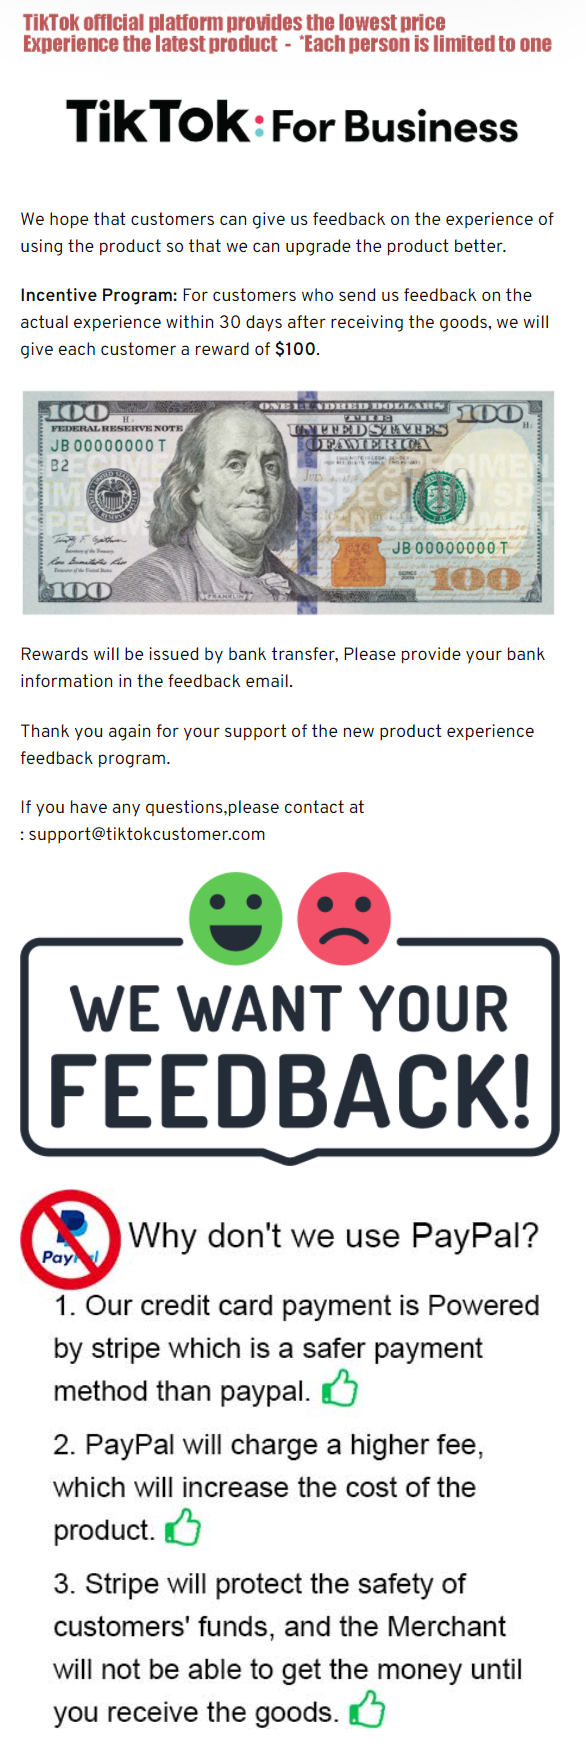 TikTok offIcial platform provides the lowest price
Experience the latest product - *Each person is limited to one
TikTok: For Business
We hope that customers can give us feedback on the experience of
using the product so that we can upgrade the product better.
Incentive Program: For customers who send us feedback on the
actual experience within 30 days after receiving the goods, we will
give each customer a reward of $100.
100
ONE HUNDRED DOLLARS
100
FEDERAL RESERVE NOTE
THE
UNITED STATES
OF AMERICA
JB 00000000 T
B2
SPECIMEN
JB 00000000 T
FRANKLIN
100
100
Rewards will be issued by bank transfer, Please provide your bank
information in the feedback email.
Thank you again for your support of the new product experience
feedback program.
If you have any questions,please contact at
: support@tiktokcustomer.com
WE WANT YOUR
FEEDBACK!
Why don't we use PayPal?
1. Our credit card payment is Powered
by stripe which is a safer payment
method than paypal.
2. PayPal will charge a higher fee,
which will increase the cost of the
product.
3. Stripe will protect the safety of
customers' funds, and the Merchant
will not be able to get the money until
you receive the goods.